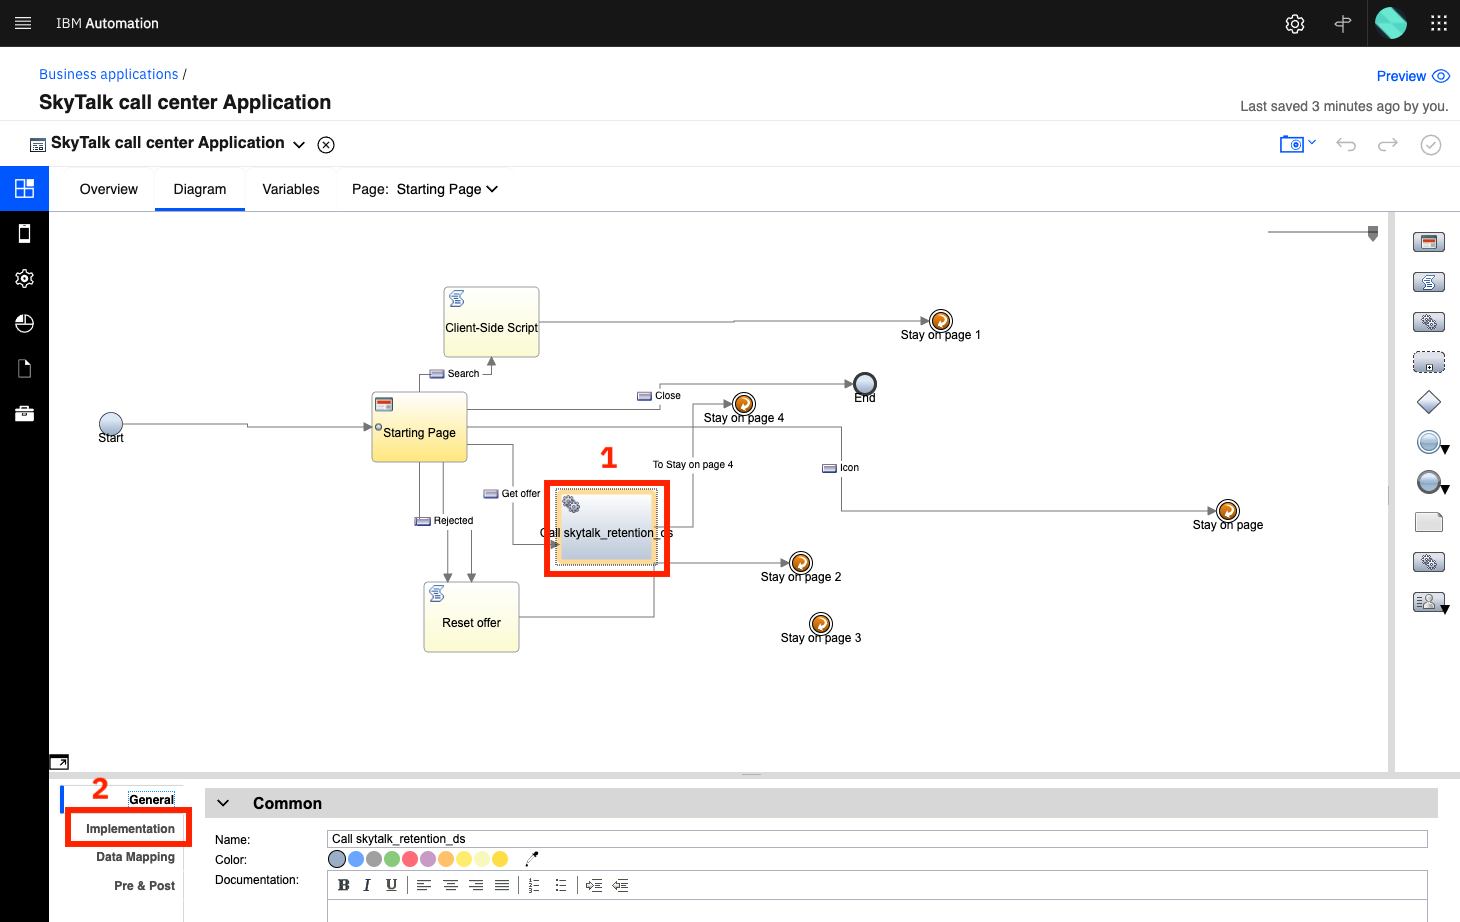 IBM Automation
Business applications /
Preview
SkyTalk call center Application
Last saved 3 minutes ago by you.
SkyTalk call center Application
Overview
Diagram
Variables
Page: Starting Page
Client-Side Script
Stay on page 1
Search
Close
End
Stay on page 4
Start
Starting Page
1
To Stay on page 4
Icon
Get offer
Rejected
Call skytalk_retention_ds
Stay on page
Stay on page 2
Reset offer
Stay on page 3
2
General
Common
Implementation
Name:
Call skytalk_retention_ds
Data Mapping
Color:
Documentation:
Pre & Post
B I U